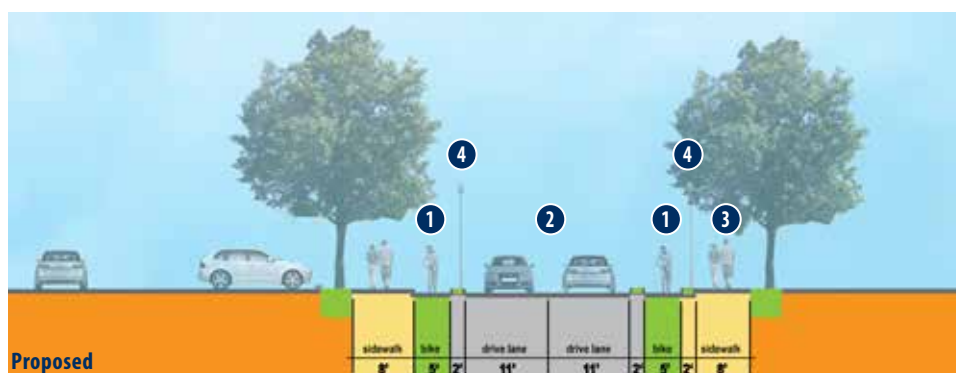 4 4
1 2 1 3
sidewalk bike drive lane drive lane bike sidewalk
Proposed 8' 5' 2' 11' 11' 2' 5' 2' 8'